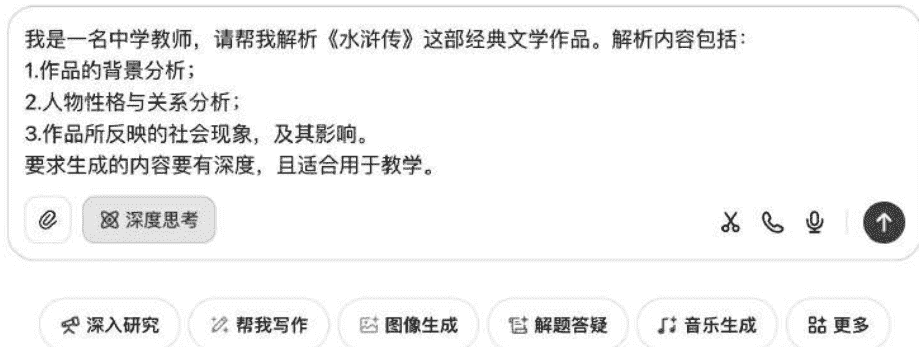 我是一名中学教师，请帮我解析《水浒传》这部经典文学作品。解析内容包括：
1.作品的背景分析；
2.人物性格与关系分析；
3.作品所反映的社会现象，及其影响。
要求生成的内容要有深度，且适合用于教学。
深度思考
深入研究 帮我写作 图像生成 解题答疑 音乐生成 更多